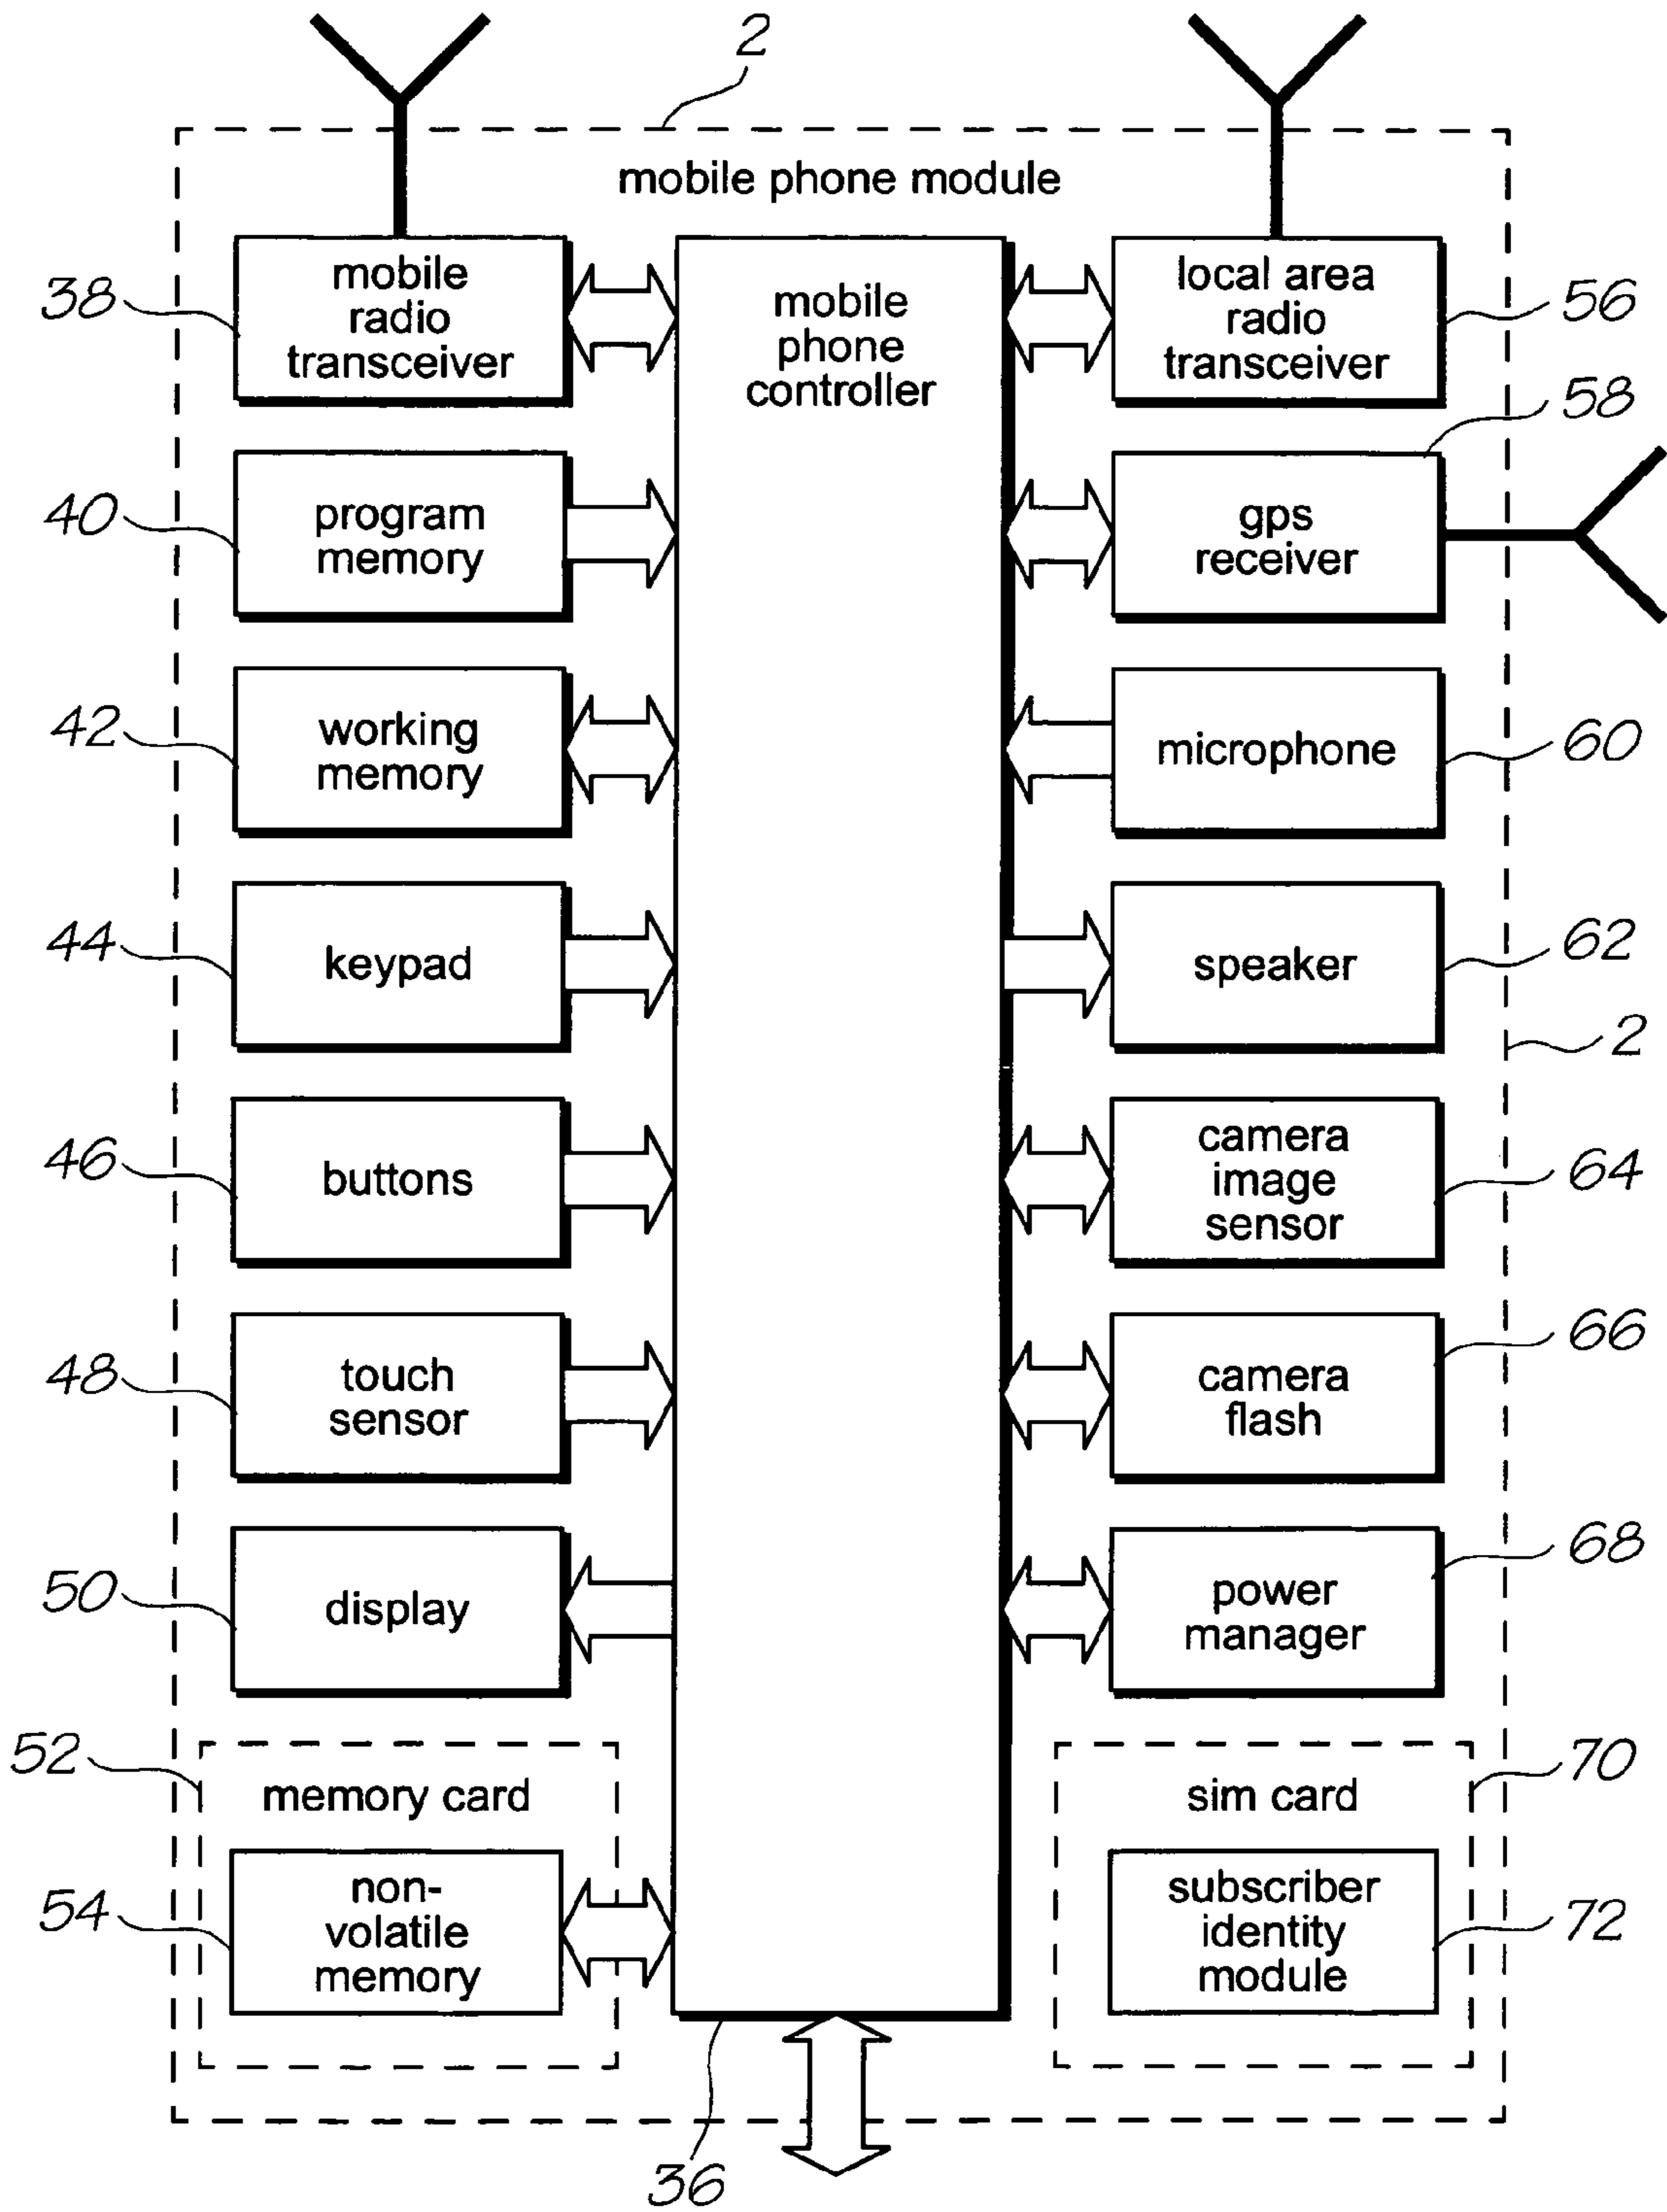 2
mobile phone module
38
mobile
radio
transceiver
mobile
phone
controller
local area
radio
transceiver
56
58
40
program
memory
gps
receiver
42
working
memory
microphone
60
44
keypad
speaker
62
2
46
buttons
camera
image
sensor
64
48
touch
sensor
camera
flash
66
50
display
power
manager
68
52
memory card
sim card
70
54
non-
volatile
memory
subscriber
identity
module
72
36